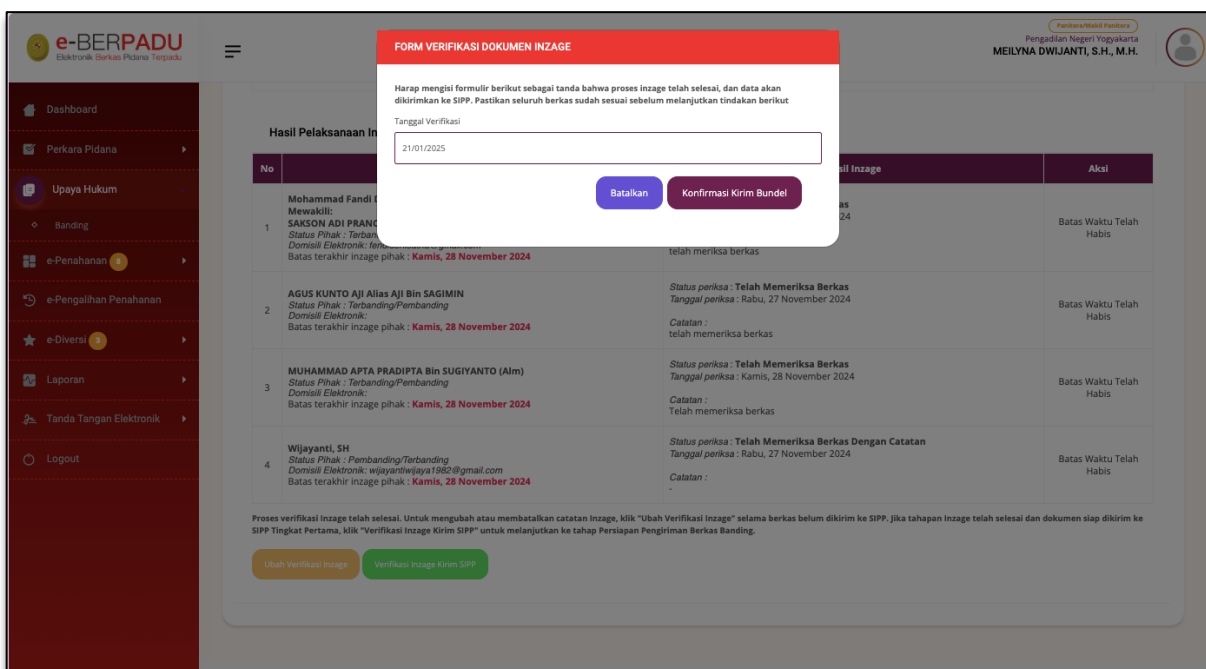 e-BERPADU
Elektronik Berkas Pidana Terpadu
Panitera/Wakil Panitera
Pengadilan Negeri Yogyakarta
MEILYNA DWIJANTI, S.H., M.H.
Dashboard
Perkara Pidana
Upaya Hukum
Banding
e-Penahanan
e-Pengalihan Penahanan
e-Diversi
Laporan
Tanda Tangan Elektronik
Logout
FORM VERIFIKASI DOKUMEN INZAGE
Harap mengisi formulir berikut sebagai tanda bahwa proses inzage telah selesai, dan data akan
dikirimkan ke SIPP. Pastikan seluruh berkas sudah sesuai sebelum melanjutkan tindakan berikut
Tanggal Verifikasi
21/01/2025
Batalkan
Konfirmasi Kirim Bundel
Hasil Pelaksanaan In
No
sil Inzage
Aksi
1
Mohammad Fandi
Mewakili:
SAKSON ADI
Status Pihak :
Domisili Elektronik:
Batas terakhir inzage pihak : Kamis, 28 November 2024
as
24
telah meriksa berkas
Batas Waktu Telah
Habis
2
AGUS KUNTO AJI Alias AJI Bin SAGIMIN
Status Pihak : Terbanding/Pembanding
Domisili Elektronik:
Batas terakhir inzage pihak : Kamis, 28 November 2024
Status periksa : Telah Memeriksa Berkas
Tanggal periksa : Rabu, 27 November 2024
Catatan :
telah memeriksa berkas
Batas Waktu Telah
Habis
3
MUHAMMAD APTA PRADIPTA Bin SUGIYANTO (Alm)
Status Pihak : Terbanding/Pembanding
Domisili Elektronik:
Batas terakhir inzage pihak : Kamis, 28 November 2024
Status periksa : Telah Memeriksa Berkas
Tanggal periksa : Kamis, 28 November 2024
Catatan :
Telah memeriksa berkas
Batas Waktu Telah
Habis
4
Wijayanti, SH
Status Pihak : Pembanding/Terbanding
Domisili Elektronik: wijayantiwijaya1982@gmail.com
Batas terakhir inzage pihak : Kamis, 28 November 2024
Status periksa : Telah Memeriksa Berkas Dengan Catatan
Tanggal periksa : Rabu, 27 November 2024
Catatan :
-
Batas Waktu Telah
Habis
Proses verifikasi Inzage telah selesai. Untuk mengubah atau membatalkan catatan Inzage, klik "Ubah Verifikasi Inzage" selama berkas belum dikirim ke SIPP. Jika tahapan Inzage telah selesai dan dokumen siap dikirim ke
SIPP Tingkat Pertama, klik "Verifikasi Inzage Kirim SIPP" untuk melanjutkan ke tahap Persiapan Pengiriman Berkas Banding.
Ubah Verifikasi Inzage
Verifikasi Inzage Kirim SIPP